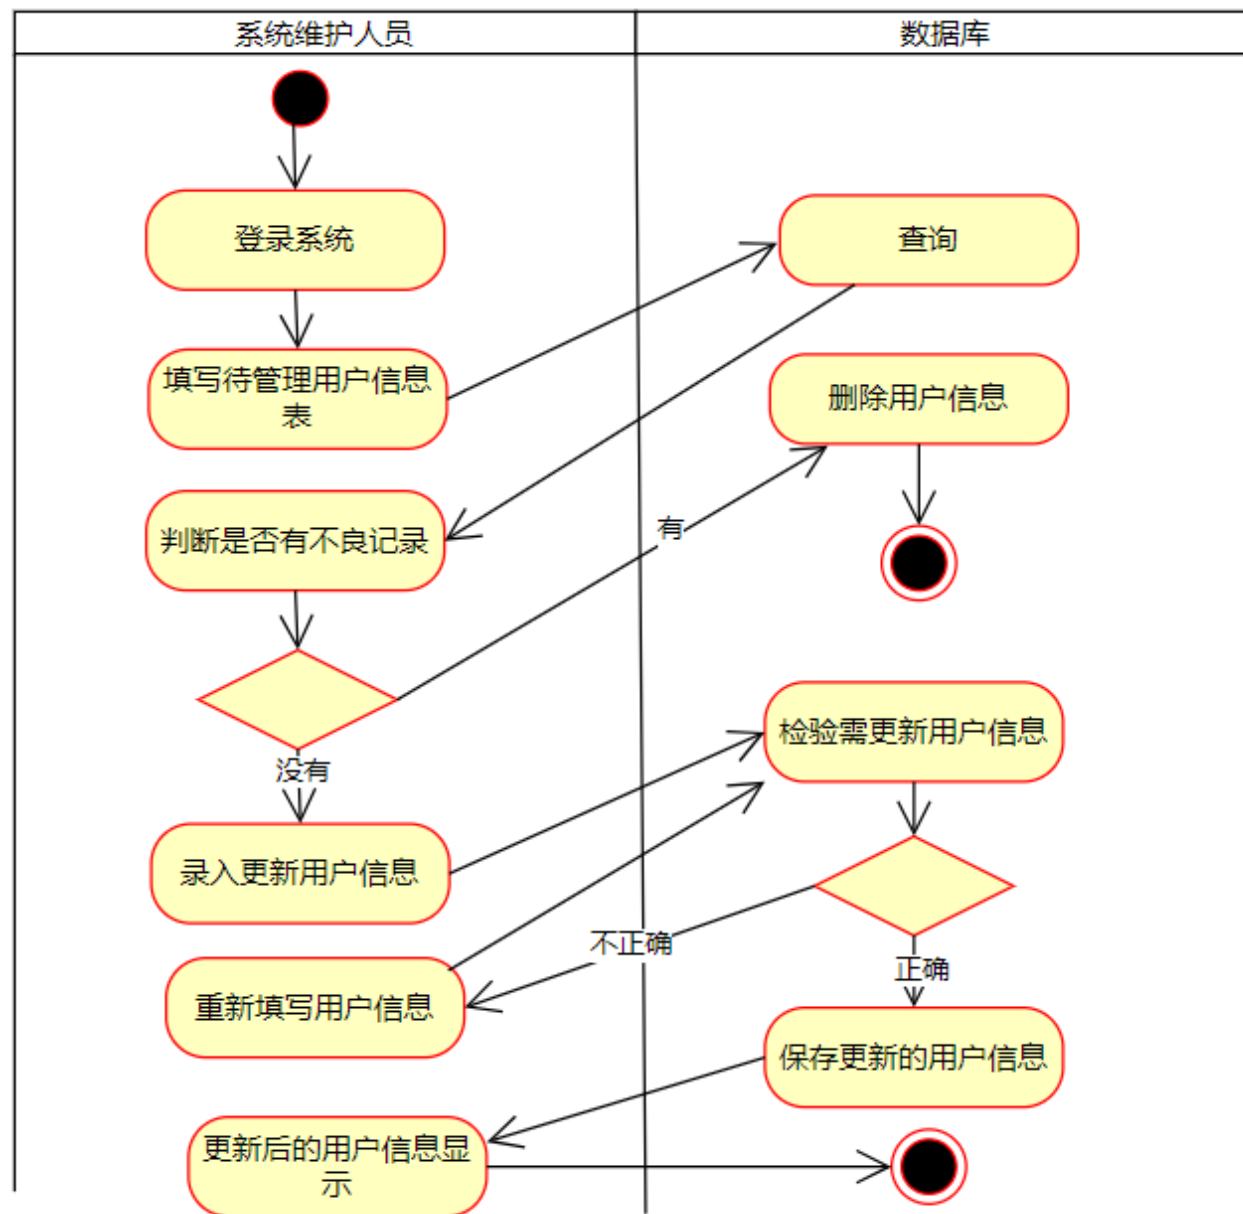 系统维护人员
数据库
登录系统
查询
填写待管理用户信息
表
删除用户信息
判断是否有不良记录
有
检验需更新用户信息
没有
录入更新用户信息
不正确
正确
重新填写用户信息
保存更新的用户信息
更新后的用户信息显
示